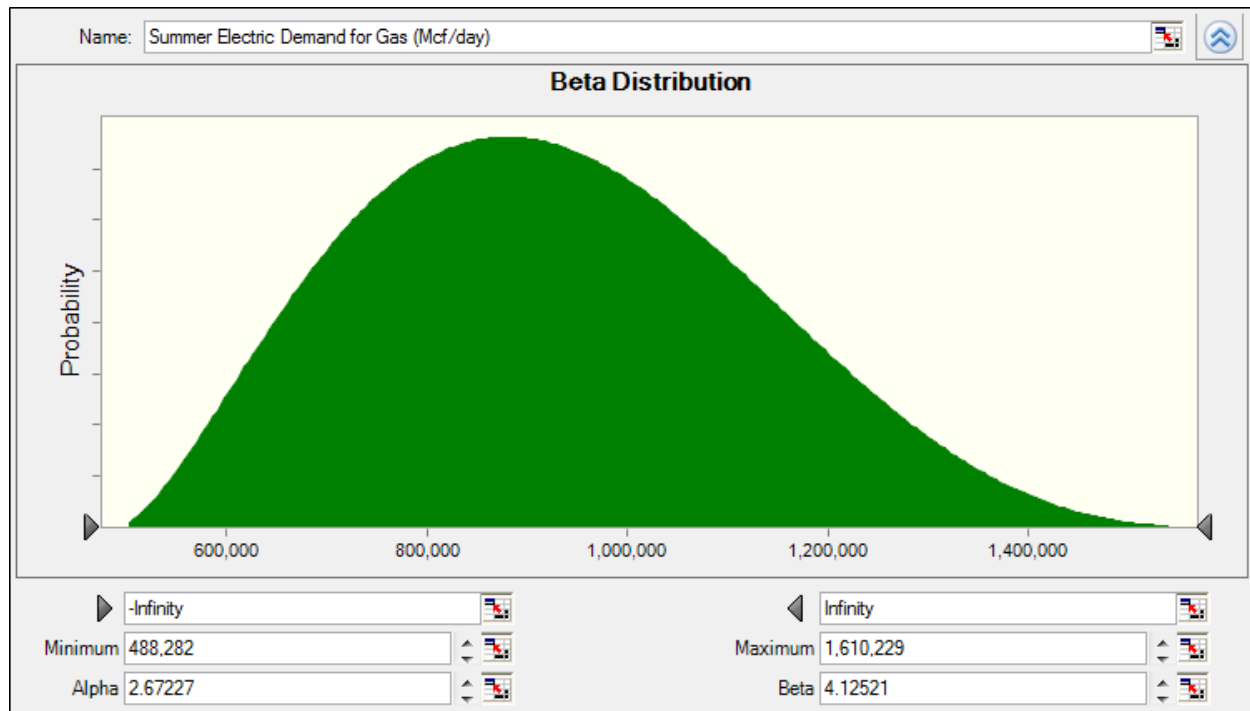 Name: Summer Electric Demand for Gas (Mcf/day)
Beta Distribution
Probability
600,000 800,000 1,000,000 1,200,000 1,400,000
-Infinity Infinity
Minimum 488,282 Maximum 1,610,229
Alpha 2.67227 Beta 4.12521